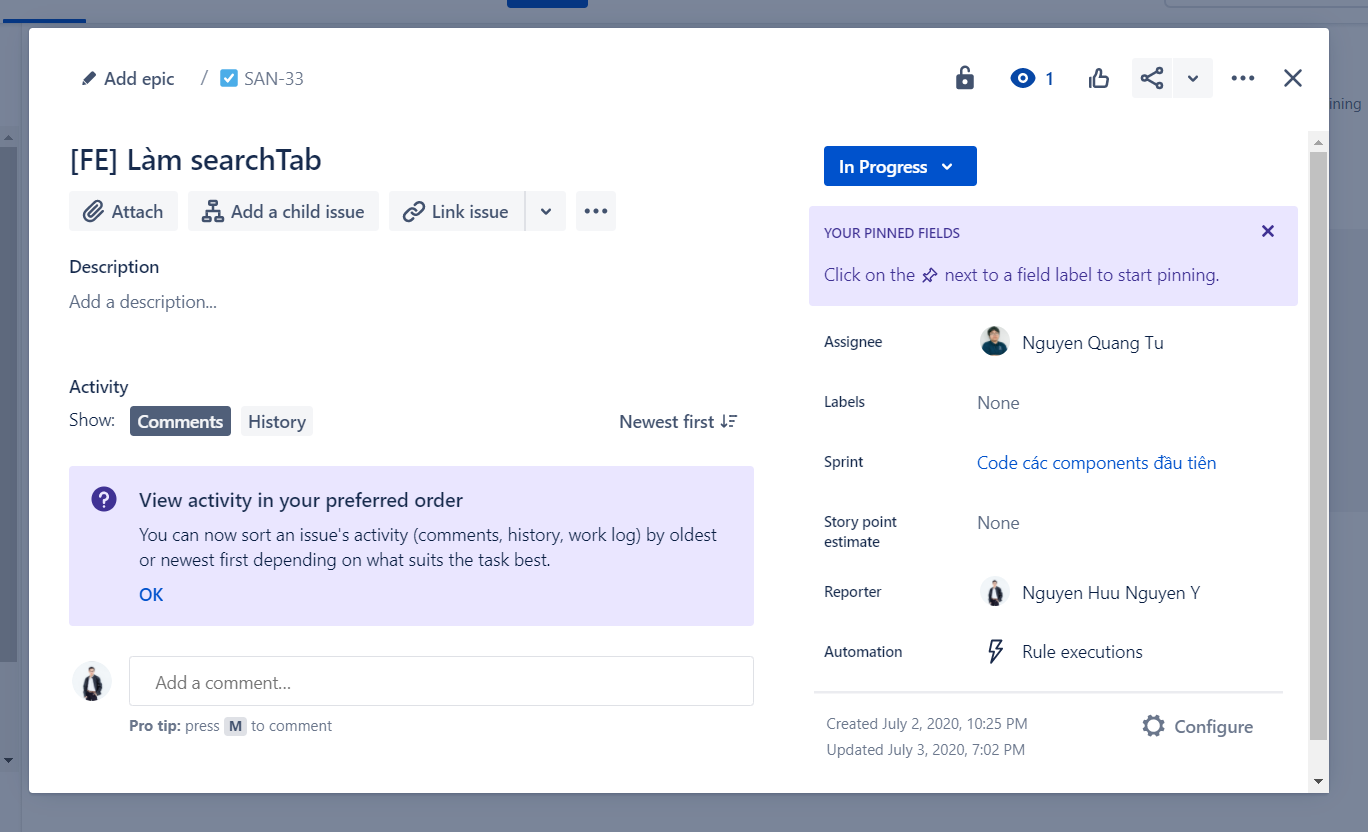 Add epic / SAN-33
1
ining
[FE] Làm searchTab
Attach
Add a child issue
Link issue
Description
Add a description...
Activity
Show: Comments History
Newest first
View activity in your preferred order
You can now sort an issue's activity (comments, history, work log) by oldest
or newest first depending on what suits the task best.
OK
Add a comment...
Pro tip: press M to comment
In Progress
YOUR PINNED FIELDS
Click on the next to a field label to start pinning.
Assignee Nguyen Quang Tu
Labels None
Sprint Code các components đầu tiên
Story point
estimate
None
Reporter Nguyen Huu Nguyen Y
Automation Rule executions
Created July 2, 2020, 10:25 PM
Updated July 3, 2020, 7:02 PM
Configure